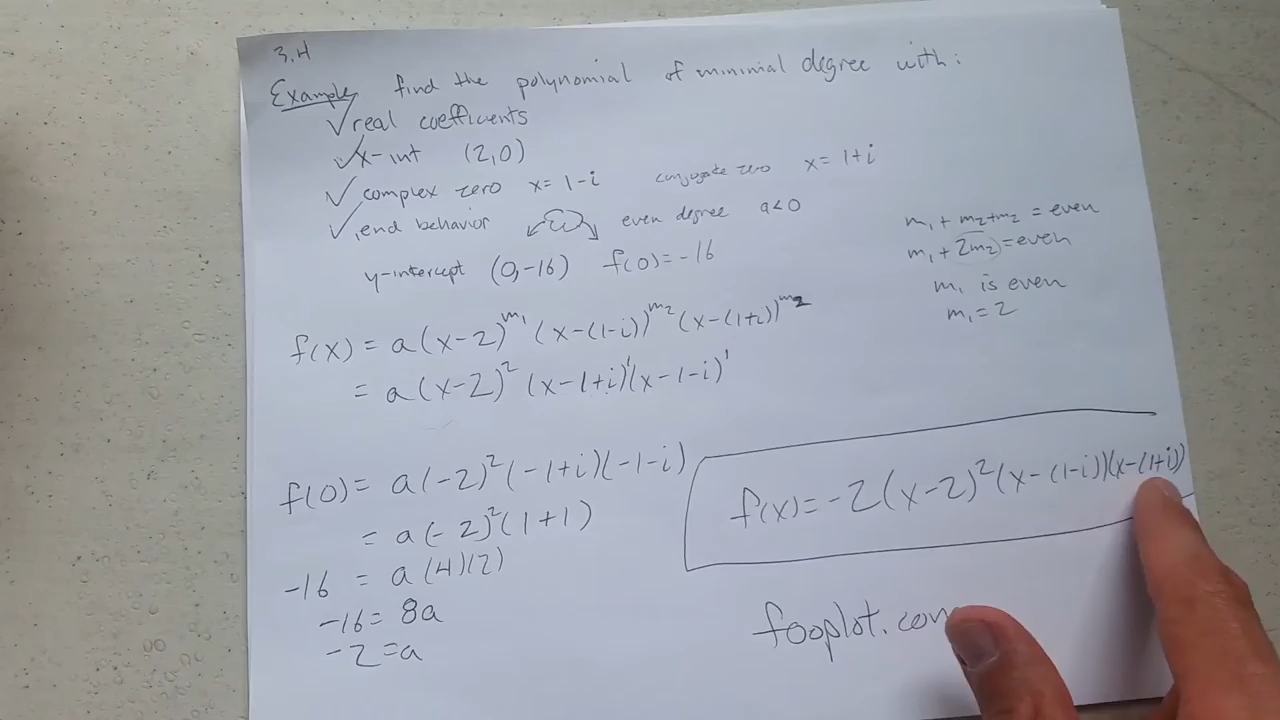 3.H
Example find the polynomial of minimal degree with:
✓real coefficients
✓x-int (2,0)
✓complex zero x=1-i conjugate zero x=1+i
✓end behavior even degree a<0
y-intercept (0,-16) f(0)=-16
m₁+m₂+m₂=even
m₁+2m₂=even
m₁ is even
m₁=2
f(x)=a(x-2)^m₁(x-(1-i))^m₂(x-(1+i))^m₂
=a(x-2)²(x-1+i)¹(x-1-i)¹
f(0)=a(-2)²(-1+i)(-1-i)
=a(-2)²(1+1)
-16=a(4)(2)
-16=8a
-2=a
f(x)=-2(x-2)²(x-(1-i))(x-(1+i))
fooplot.com